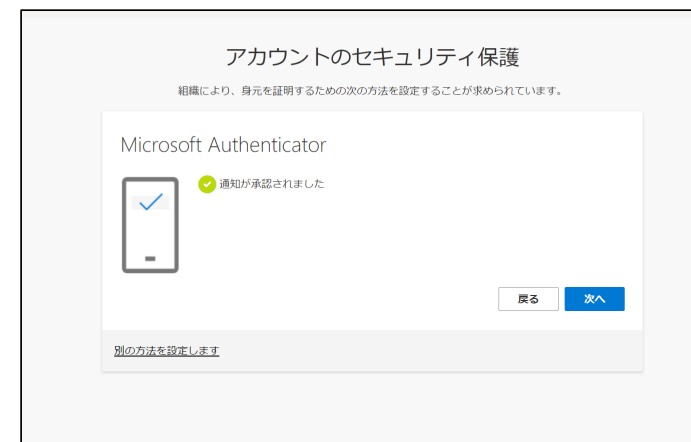 アカウントのセキュリティ保護
組織により、身元を証明するための次の方法を設定することが求められています。
Microsoft Authenticator
通知が承認されました
戻る
次へ
別の方法を設定します